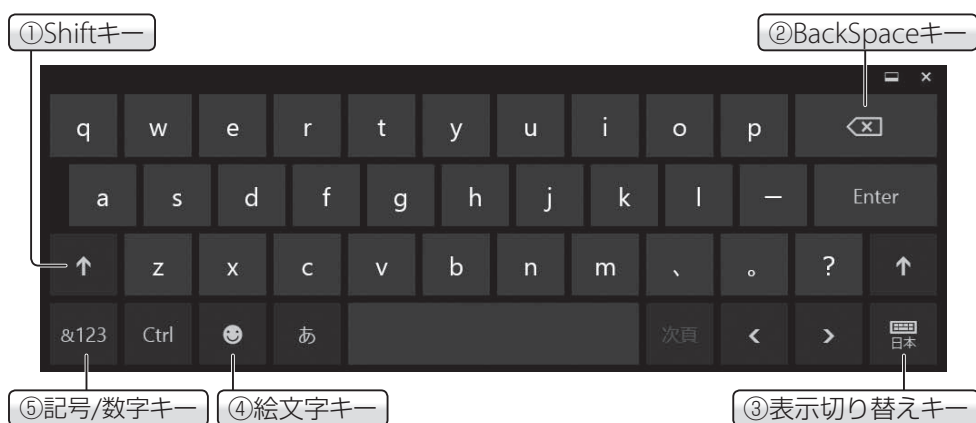 ①Shiftキー ②BackSpaceキー
q w e r t y u i o p
a s d f g h j k l ー Enter
z x c v b n m 、 。 ?
&123 Ctrl あ 次頁 日本
⑤記号/数字キー ④絵文字キー ③表示切り替えキー